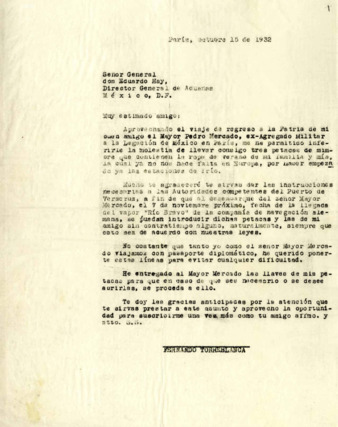 1
París, octubre 15 de 1932
Señor General
don Eduardo Hay,
Director General de Aduanas
México, D.F.
Muy estimado amigo:
Aprovechando el viaje de regreso a la Patria de mi
buen amigo el Mayor Pedro Mercado, ex-Agregado Militar
a la Legación de México en París, me he permitido infe-
rirle la molestia de llevar consigo tres petacas de mim-
bre que contienen la ropa de verano de mi familia y mía,
la cual ya no nos hace falta en Europa, por haber empeza
do ya las estaciones de frío.
Mucho te agradeceré te sirvas dar las instrucciones
necesarias a las Autoridades competentes del Puerto de
Veracruz, a fin de que al desembarque del señor Mayor
Mercado, el 7 de noviembre próximo, fecha de la llegada
del vapor "Río Bravo" de la compañía de navegación
se puedan introducir dichas petacas y las de mi
amigo sin contratiempo alguno, naturalmente, siempre que
esto sea de acuerdo con nuestras leyes.
No obstante que tanto yo como el señor Mayor Merca-
do viajamos con pasaporte diplomático, he querido poner-
te estas líneas para evitar cualquier dificultad.
He entregado al Mayor Mercado las llaves de mis pe-
tacas para que en caso de que sea necesario o se desee
abrirlas, se proceda a ello.
Te doy las gracias anticipadas por la atención que
te sirvas prestar a este asunto y aprovecho la oportuni-
dad para suscribirme una vez más como tu amigo afmo. y
atto. S.S.
FERNANDO TORREBLANCA